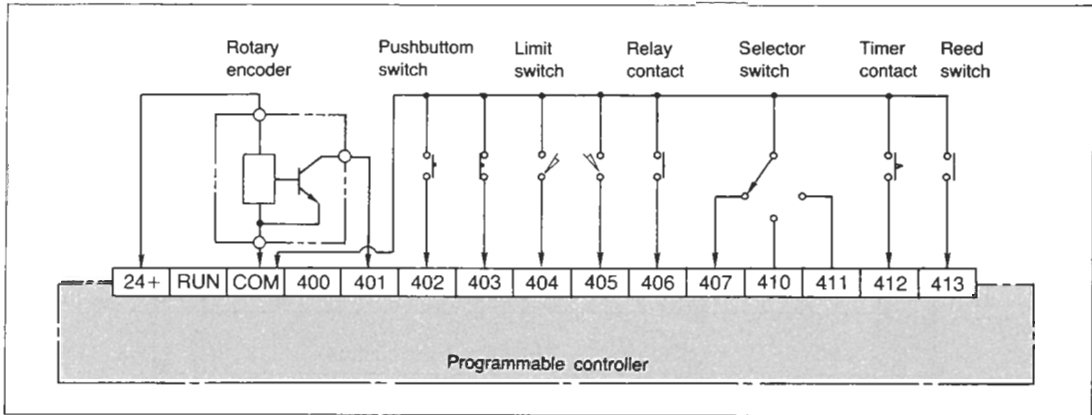 Rotary
encoder
Pushbuttom
switch
Limit
switch
Relay
contact
Selector
switch
Timer
contact
Reed
switch
24+ RUN COM 400 401 402 403 404 405 406 407 410 411 412 413
Programmable controller